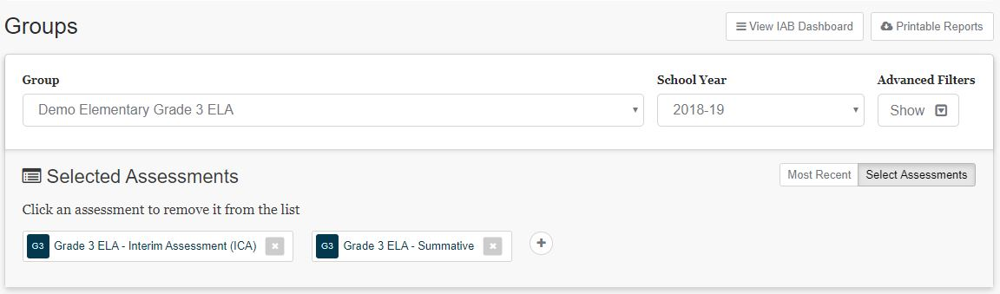 Groups
View IAB Dashboard
Printable Reports
Group
School Year
Advanced Filters
Demo Elementary Grade 3 ELA
2018-19
Show
Selected Assessments
Most Recent
Select Assessments
Click an assessment to remove it from the list
G3 Grade 3 ELA - Interim Assessment (ICA)
G3 Grade 3 ELA - Summative